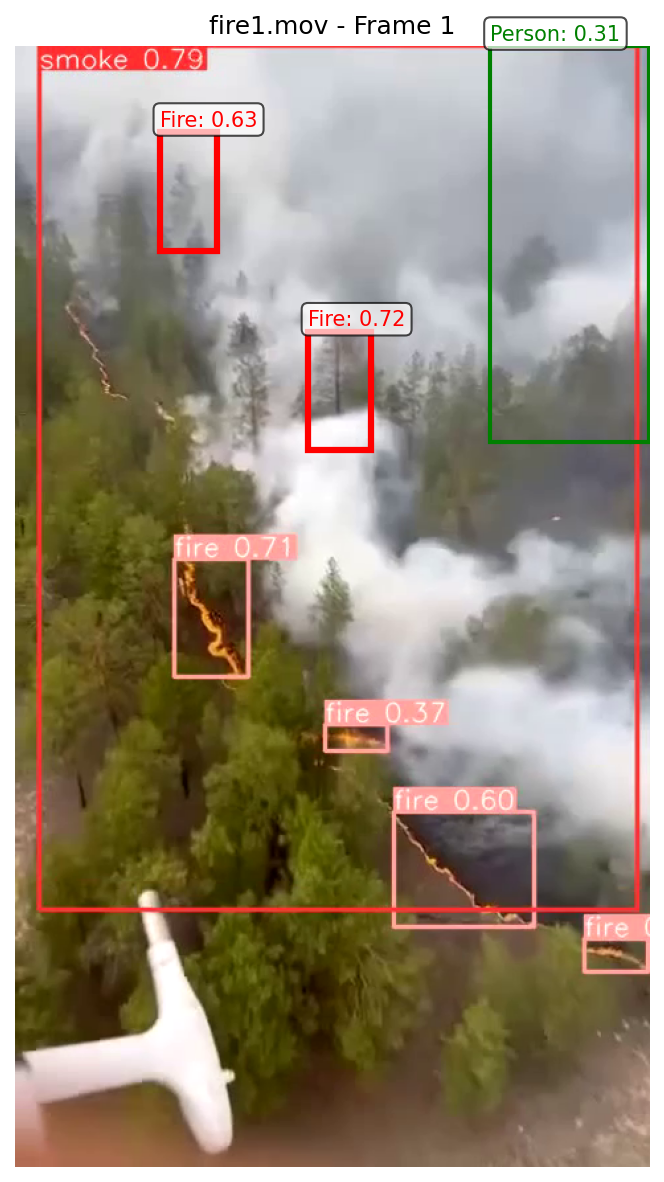 fire1.mov - Frame 1
Person: 0.31
smoke 0.79
Fire: 0.63
Fire: 0.72
fire 0.71
fire 0.37
fire 0.60
fire